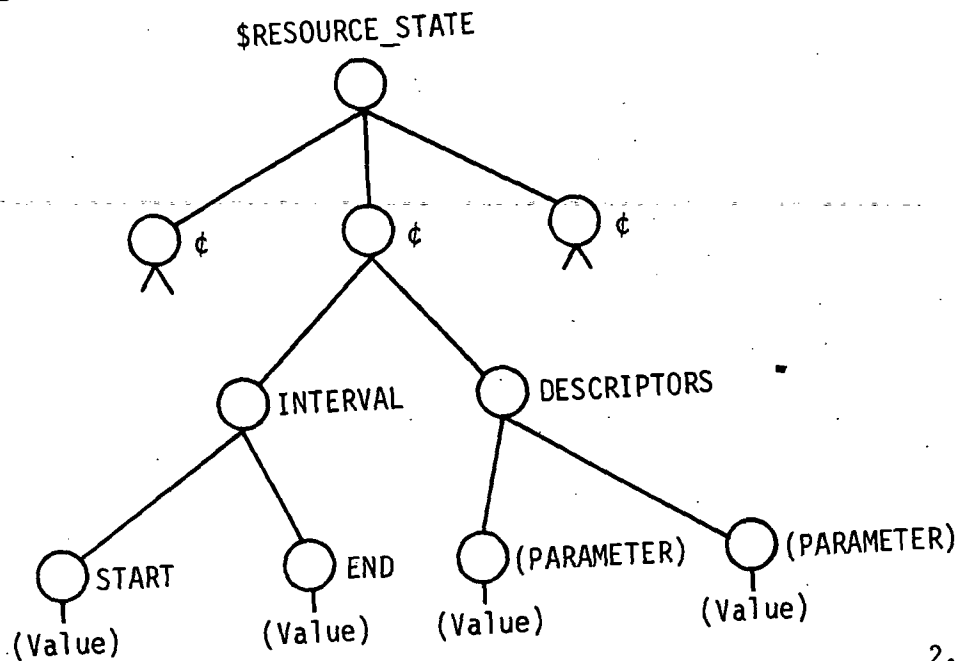 $RESOURCE_STATE
¢ ¢ ¢
INTERVAL DESCRIPTORS
START END (PARAMETER) (PARAMETER)
(Value) (Value) (Value) (Value)
2.